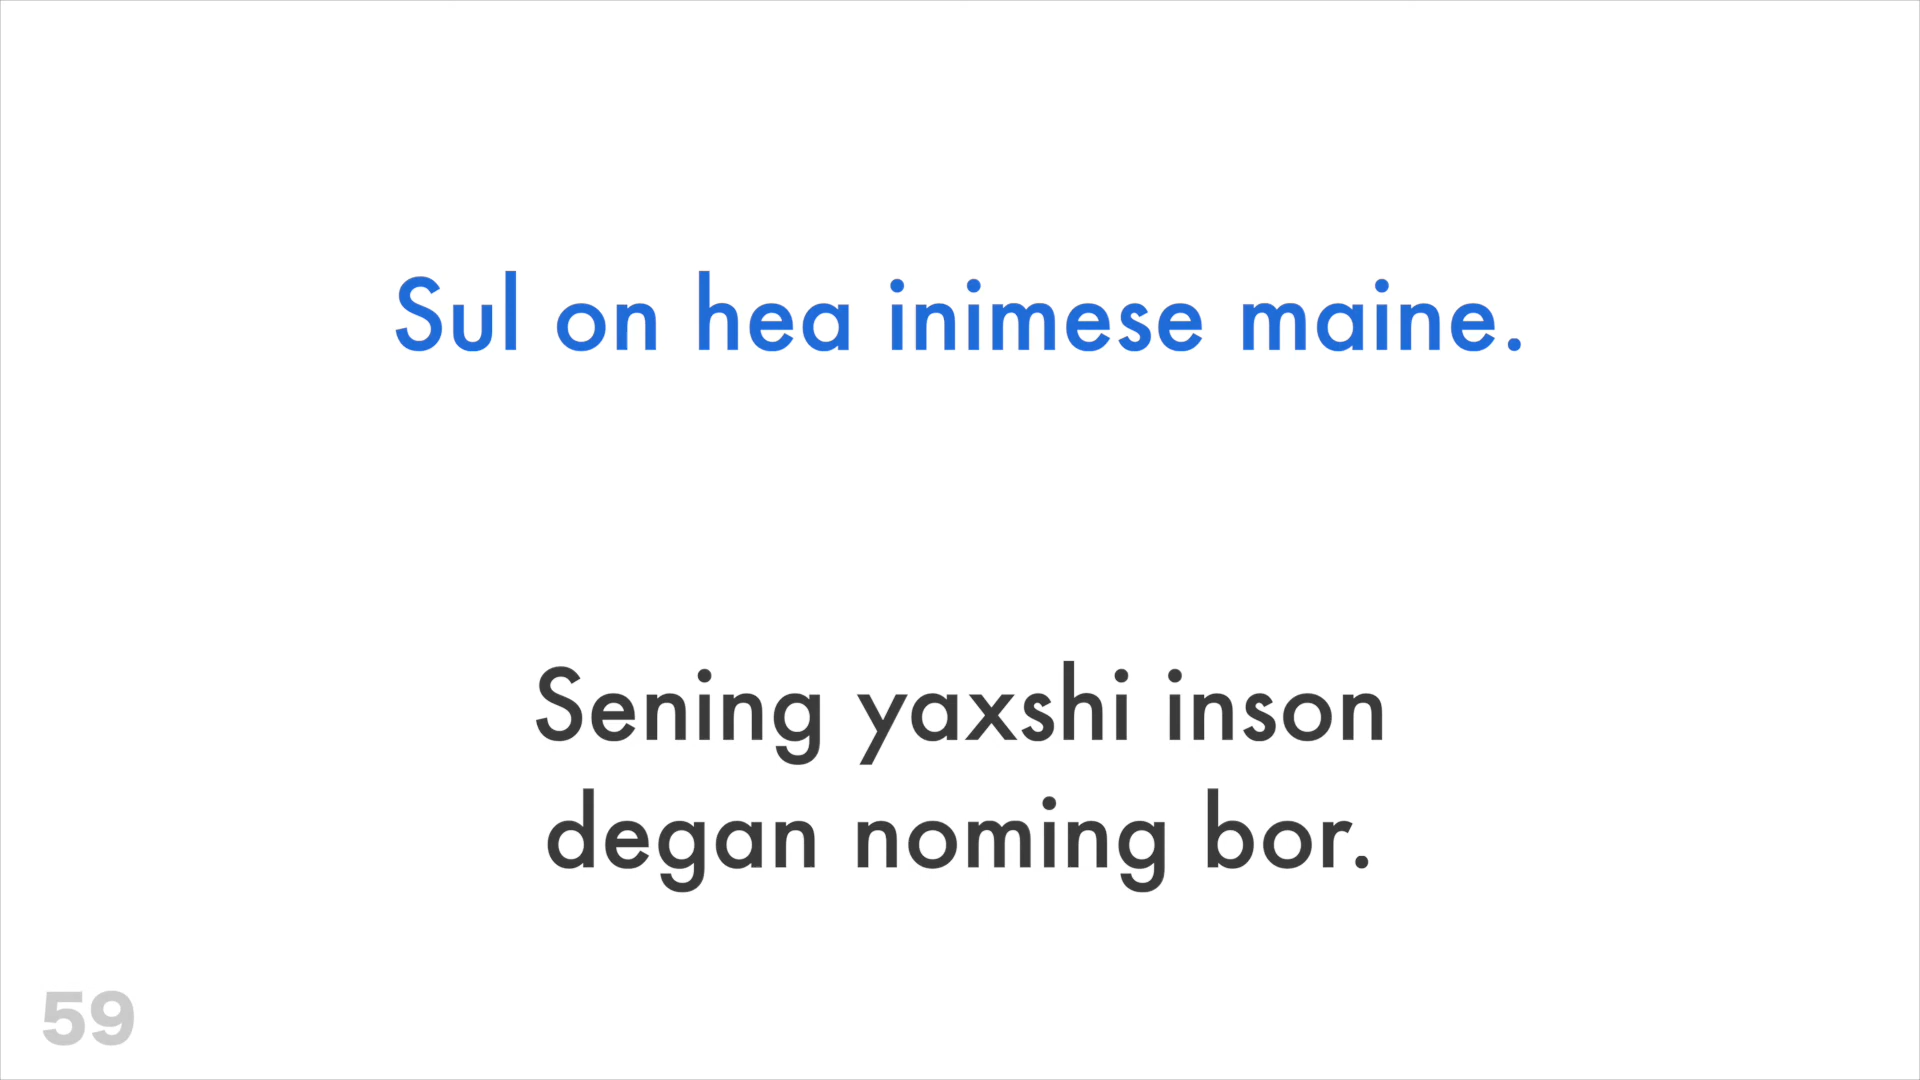 Sul on hea inimese maine.
Sening yaxshi inson
degan noming bor.
59